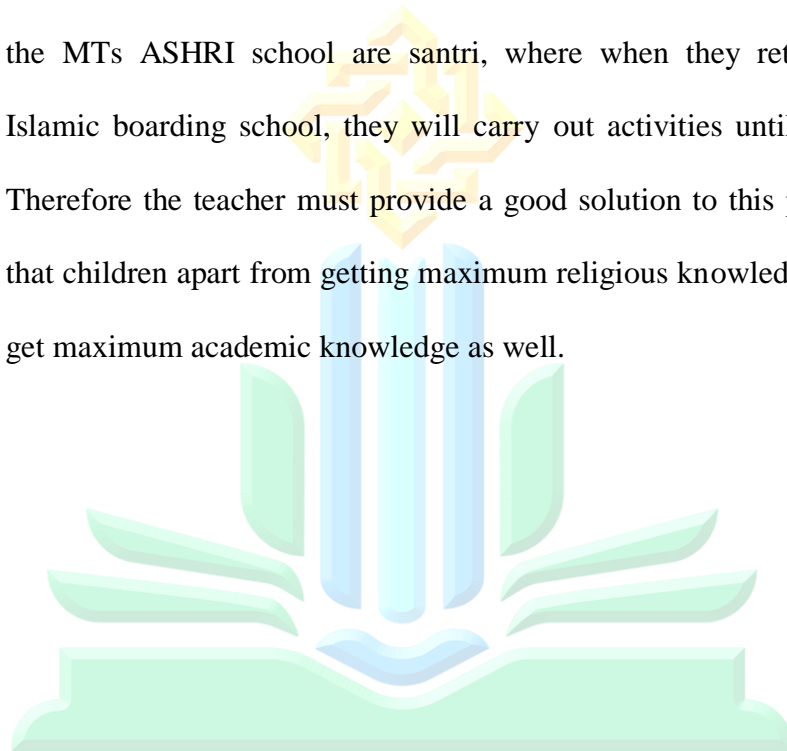 the MTs ASHRI school are santri, where when they ret
Islamic boarding school, they will carry out activities until
Therefore the teacher must provide a good solution to this
that children apart from getting maximum religious knowled
get maximum academic knowledge as well.